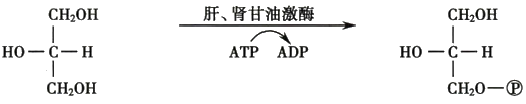 CH₂OH
HO—C—H
CH₂OH
肝、肾甘油激酶
ATP ADP
CH₂OH
HO—C—H
CH₂O—Ⓟ